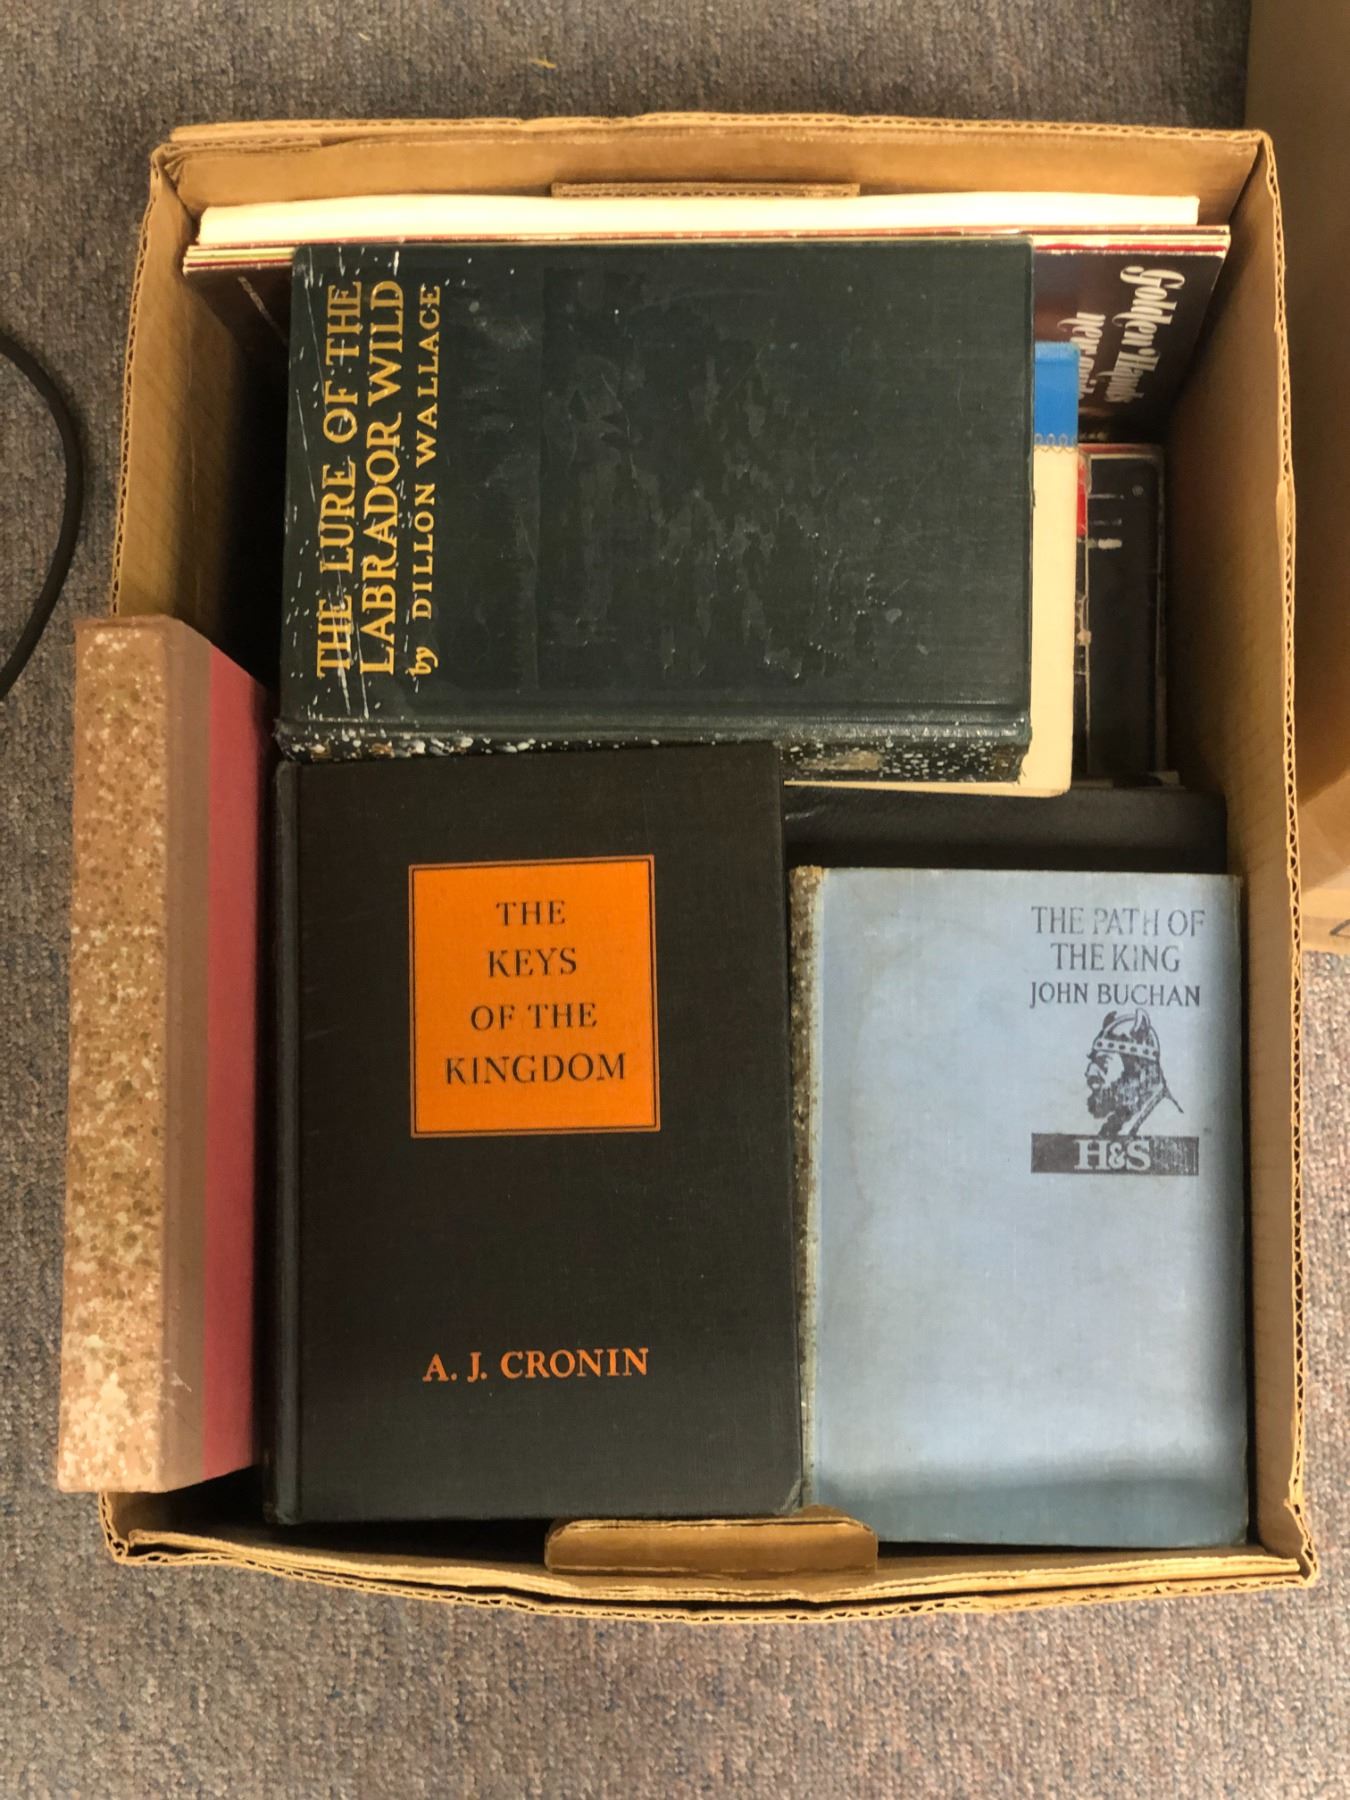 THE LURE OF THE
LABRADOR WILD
by DILLON WALLACE
Golden
THE
KEYS
OF THE
KINGDOM
A. J. CRONIN
THE PATH OF
THE KING
JOHN BUCHAN
H&S